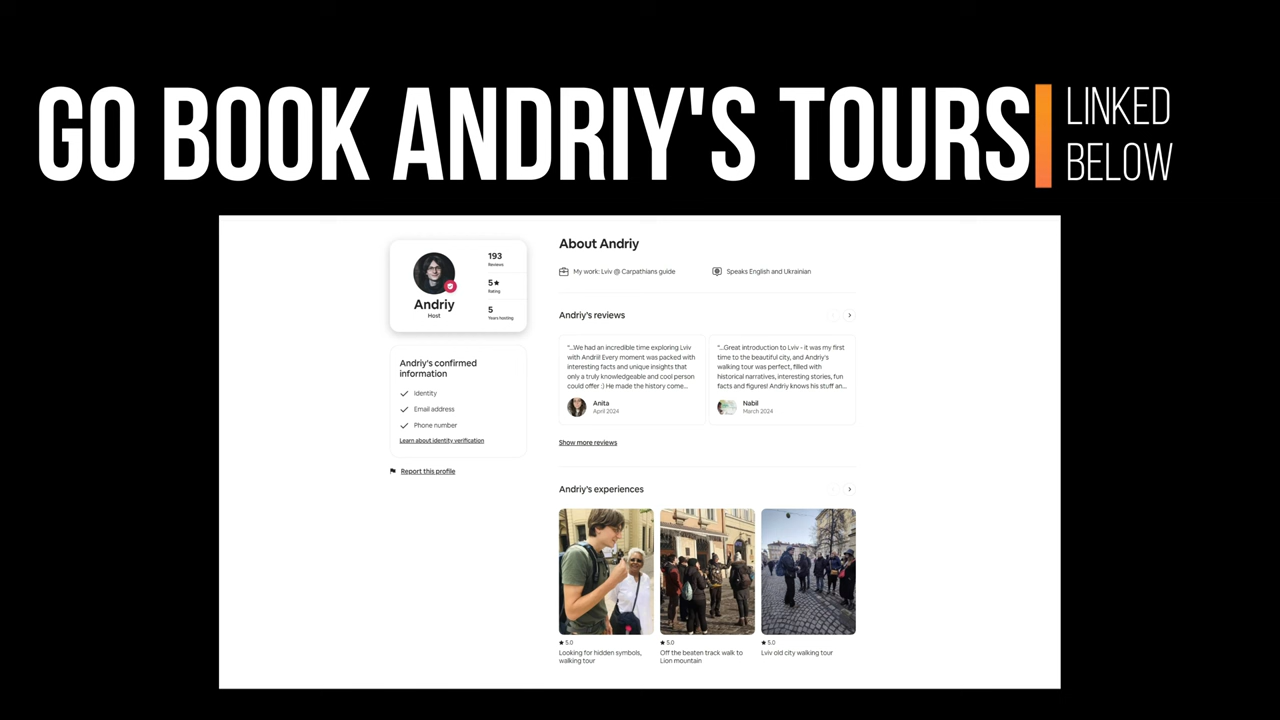 GO BOOK ANDRIY'S TOURS
LINKED
BELOW
193
Reviews
5★
Rating
5
Years hosting
Andriy
Host
Andriy's confirmed
information
Identity
Email address
Phone number
Learn about identity verification
Report this profile
About Andriy
My work: Lviv @ Carpathians guide
Speaks English and Ukrainian
Andriy's reviews
"...We had an incredible time exploring Lviv
with Andrii! Every moment was packed with
interesting facts and unique insights that
only a truly knowledgeable and cool person
could offer :) He made the history come...
Anita
April 2024
"...Great introduction to Lviv - it was my first
time to the beautiful city, and Andriy's
walking tour was perfect, filled with
historical narratives, interesting stories, fun
facts and figures! Andriy knows his stuff an...
Nabil
March 2024
Show more reviews
Andriy's experiences
★ 5.0
Looking for hidden symbols,
walking tour
★ 5.0
Off the beaten track walk to
Lion mountain
★ 5.0
Lviv old city walking tour